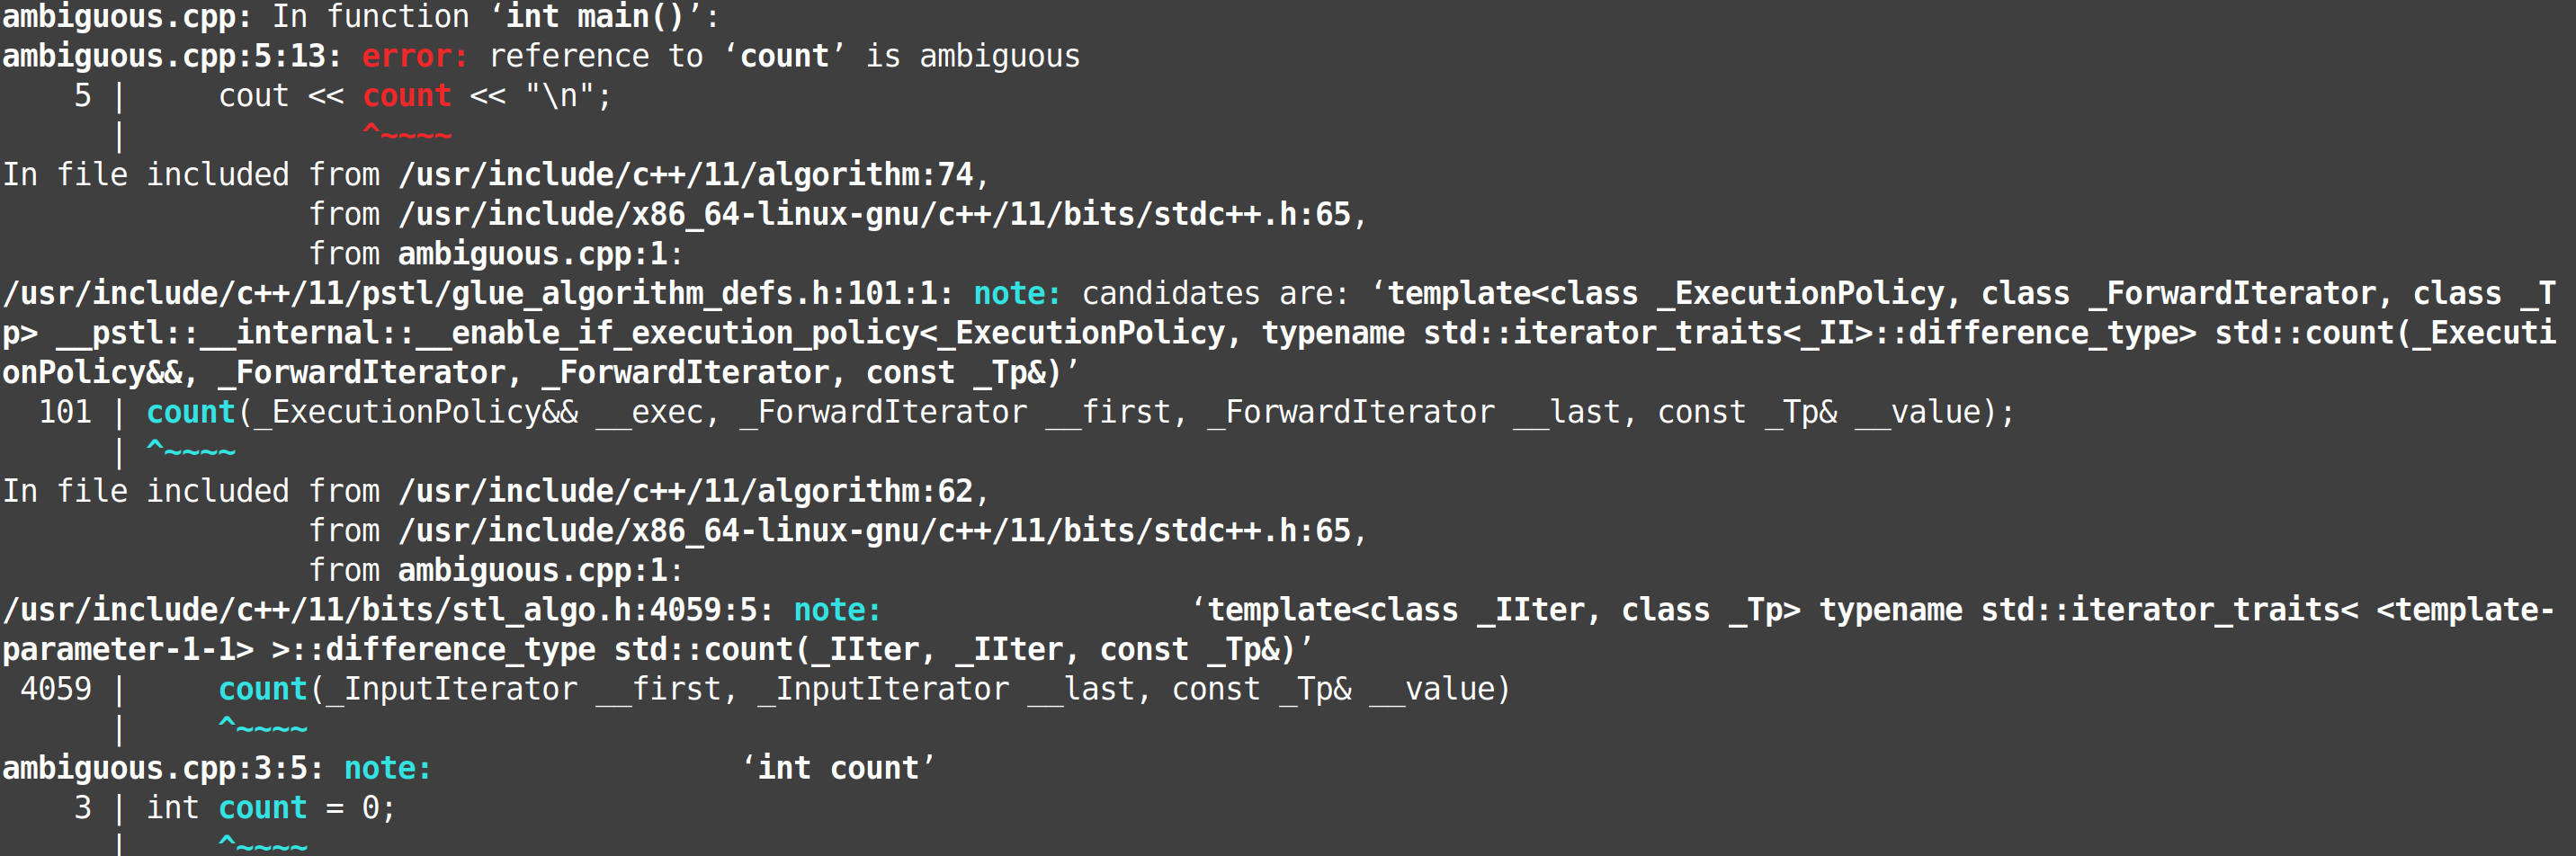 ambiguous.cpp: In function ‘int main()’:
ambiguous.cpp:5:13: error: reference to ‘count’ is ambiguous
    5 |     cout << count << "\n";
      |             ^~~~~
In file included from /usr/include/c++/11/algorithm:74,
                 from /usr/include/x86_64-linux-gnu/c++/11/bits/stdc++.h:65,
                 from ambiguous.cpp:1:
/usr/include/c++/11/pstl/glue_algorithm_defs.h:101:1: note: candidates are: ‘template<class _ExecutionPolicy, class _ForwardIterator, class _T
p> __pstl::__internal::__enable_if_execution_policy<_ExecutionPolicy, typename std::iterator_traits<_II>::difference_type> std::count(_Executi
onPolicy&&, _ForwardIterator, _ForwardIterator, const _Tp&)’
  101 | count(_ExecutionPolicy&& __exec, _ForwardIterator __first, _ForwardIterator __last, const _Tp& __value);
      | ^~~~~
In file included from /usr/include/c++/11/algorithm:62,
                 from /usr/include/x86_64-linux-gnu/c++/11/bits/stdc++.h:65,
                 from ambiguous.cpp:1:
/usr/include/c++/11/bits/stl_algo.h:4059:5: note:                 ‘template<class _IIter, class _Tp> typename std::iterator_traits< <template-
parameter-1-1> >::difference_type std::count(_IIter, _IIter, const _Tp&)’
 4059 |     count(_InputIterator __first, _InputIterator __last, const _Tp& __value)
      |     ^~~~~
ambiguous.cpp:3:5: note:                 ‘int count’
    3 | int count = 0;
      |     ^~~~~